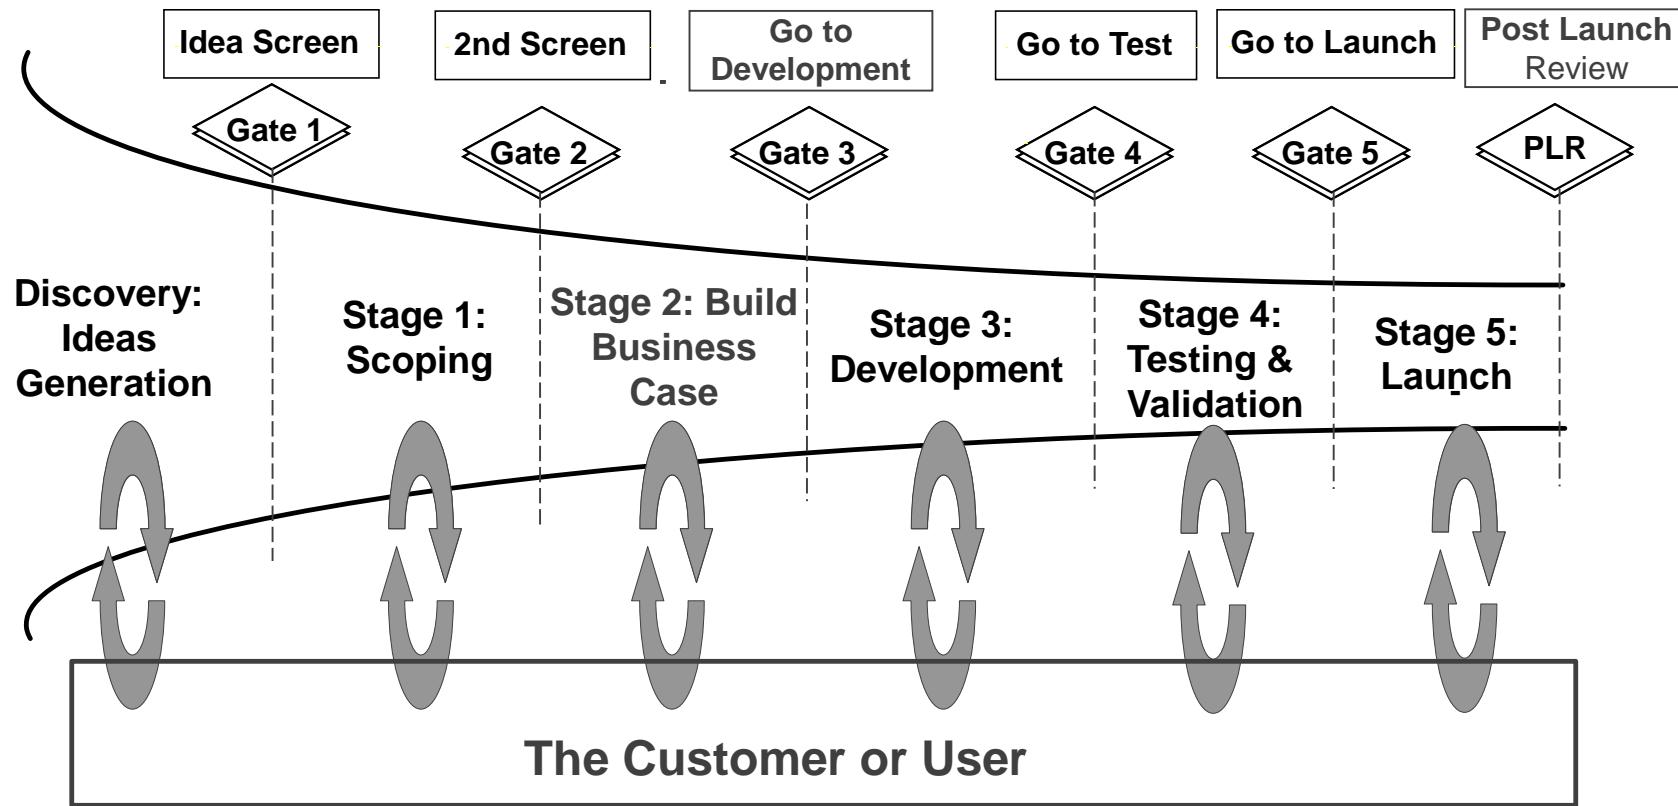 Idea Screen
2nd Screen
Go to
Development
Go to Test
Go to Launch
Post Launch
Review
Gate 1
Gate 2
Gate 3
Gate 4
Gate 5
PLR
Discovery:
Ideas
Generation
Stage 1:
Scoping
Stage 2: Build
Business
Case
Stage 3:
Development
Stage 4:
Testing &
Validation
Stage 5:
Launch
The Customer or User